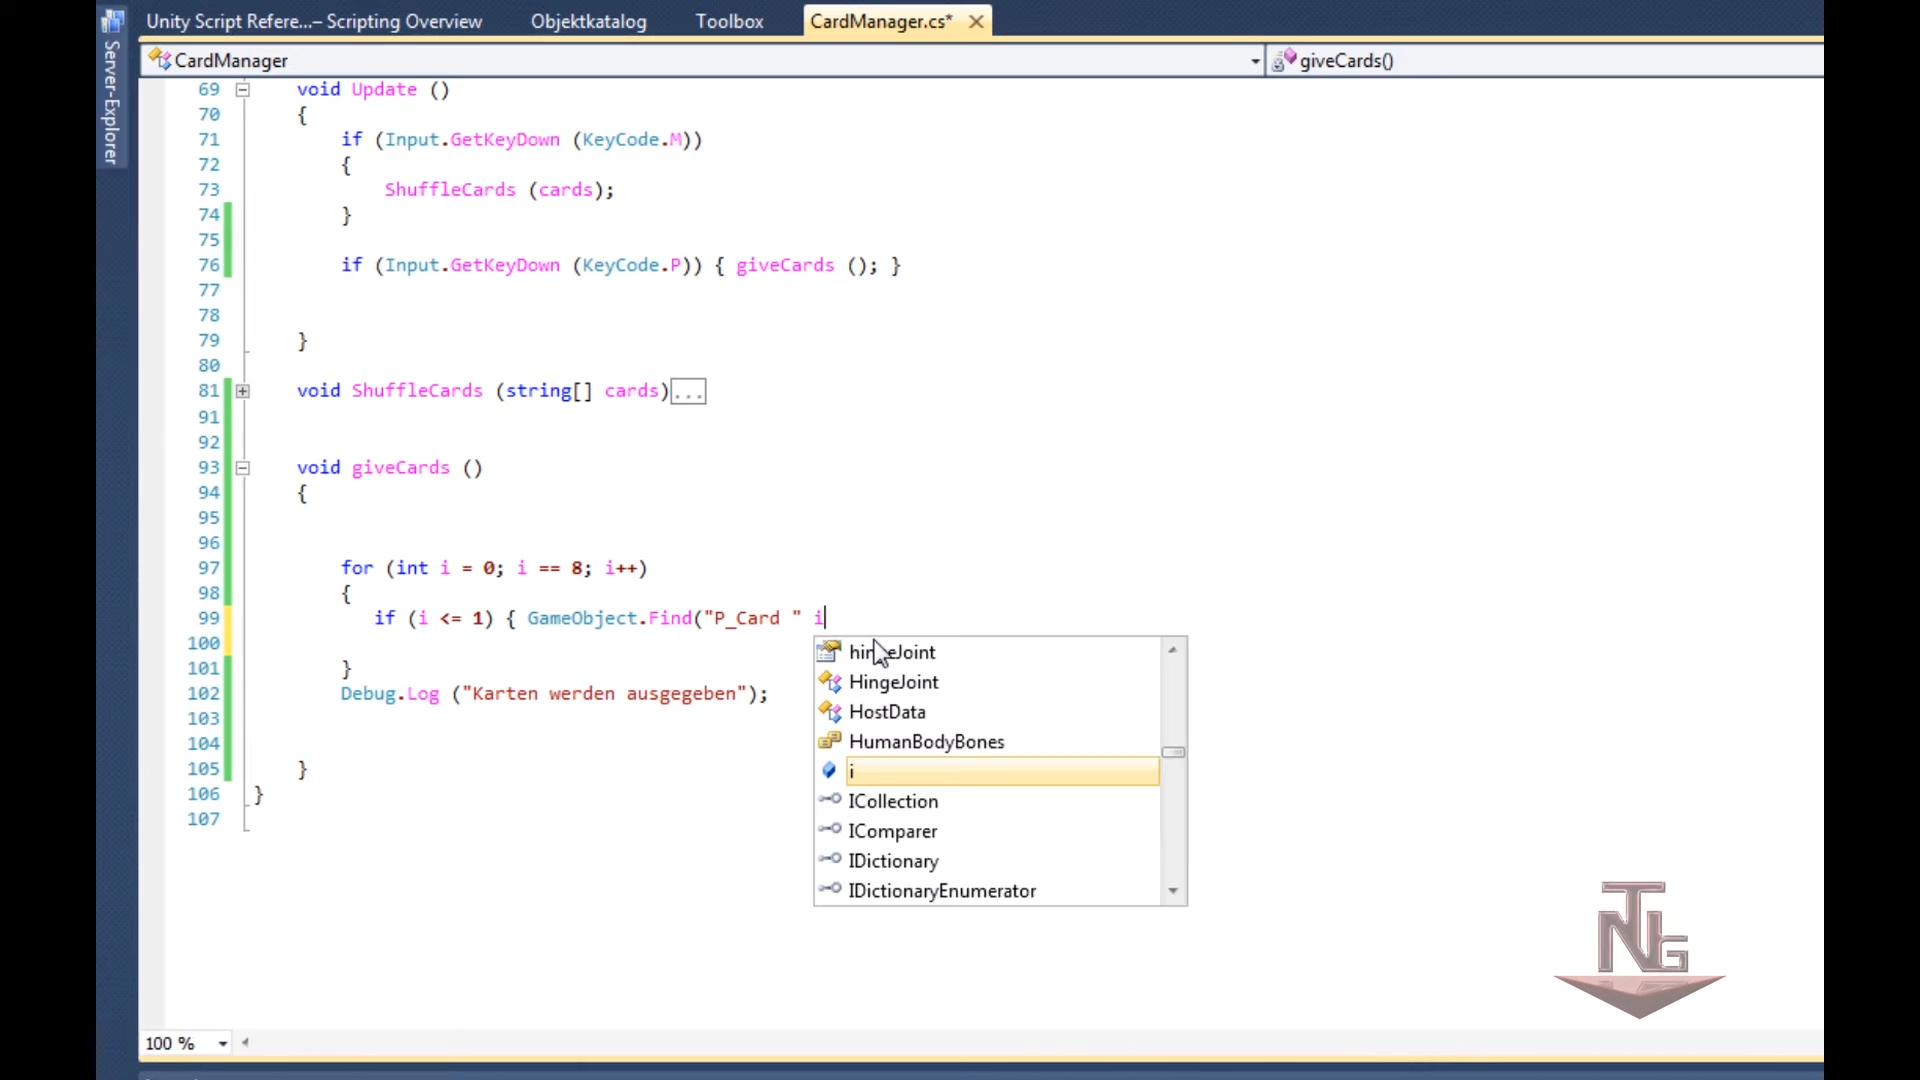 Unity Script Refere...– Scripting Overview
Objektkatalog
Toolbox
CardManager.cs*
Server-Explorer
CardManager
giveCards()
69 void Update ()
70 {
71 if (Input.GetKeyDown (KeyCode.M))
72 {
73 ShuffleCards (cards);
74 }
75
76 if (Input.GetKeyDown (KeyCode.P)) { giveCards (); }
77
78
79 }
80
81 void ShuffleCards (string[] cards)...
91
92
93 void giveCards ()
94 {
95
96
97 for (int i = 0; i == 8; i++)
98 {
99 if (i <= 1) { GameObject.Find("P_Card " i
100
101 }
102 Debug.Log ("Karten werden ausgegeben");
103
104
105 }
106 }
107
hingeJoint
HingeJoint
HostData
HumanBodyBones
i
ICollection
IComparer
IDictionary
IDictionaryEnumerator
TNG
100 %